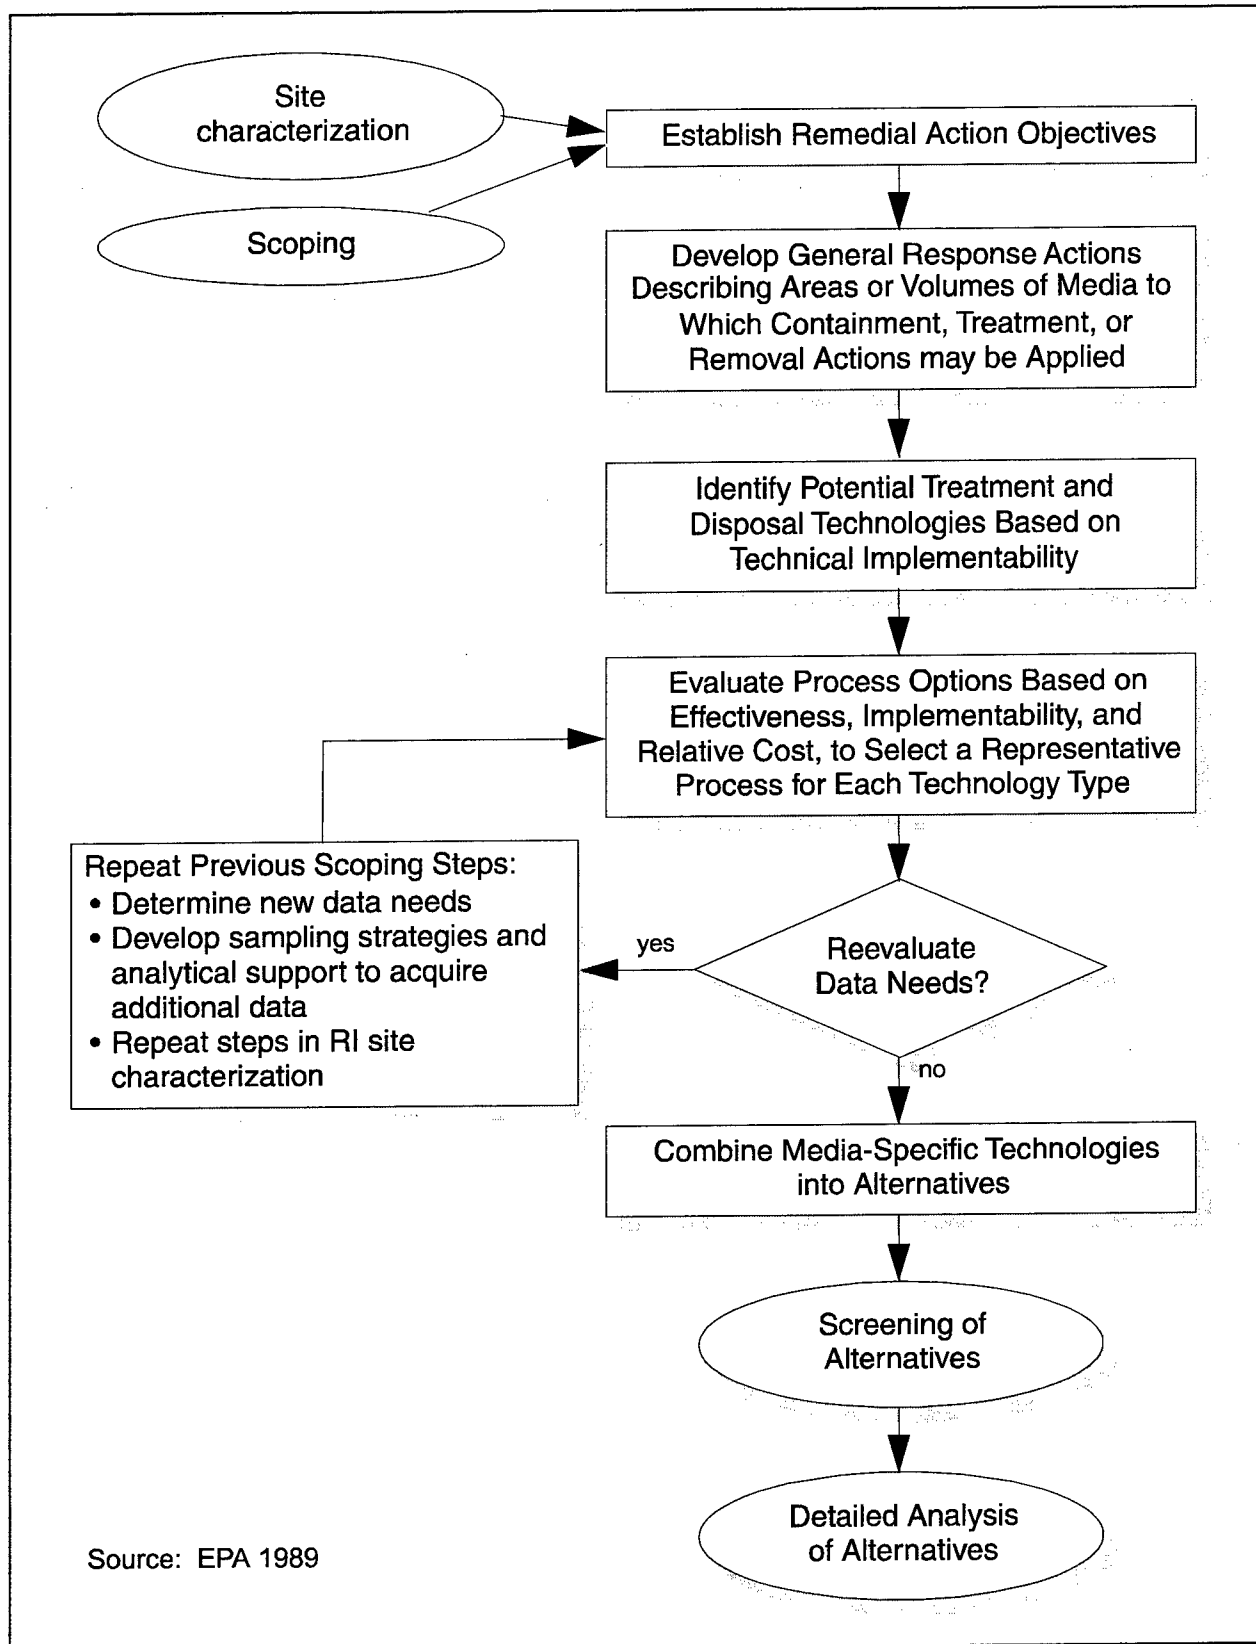 Site
characterization
Establish Remedial Action Objectives
Scoping
Develop General Response Actions
Describing Areas or Volumes of Media to
Which Containment, Treatment, or
Removal Actions may be Applied
Identify Potential Treatment and
Disposal Technologies Based on
Technical Implementability
Evaluate Process Options Based on
Effectiveness, Implementability, and
Relative Cost, to Select a Representative
Process for Each Technology Type
Repeat Previous Scoping Steps:
• Determine new data needs
• Develop sampling strategies and
analytical support to acquire
additional data
• Repeat steps in RI site
characterization
yes
Reevaluate
Data Needs?
no
Combine Media-Specific Technologies
into Alternatives
Screening of
Alternatives
Detailed Analysis
of Alternatives
Source: EPA 1989